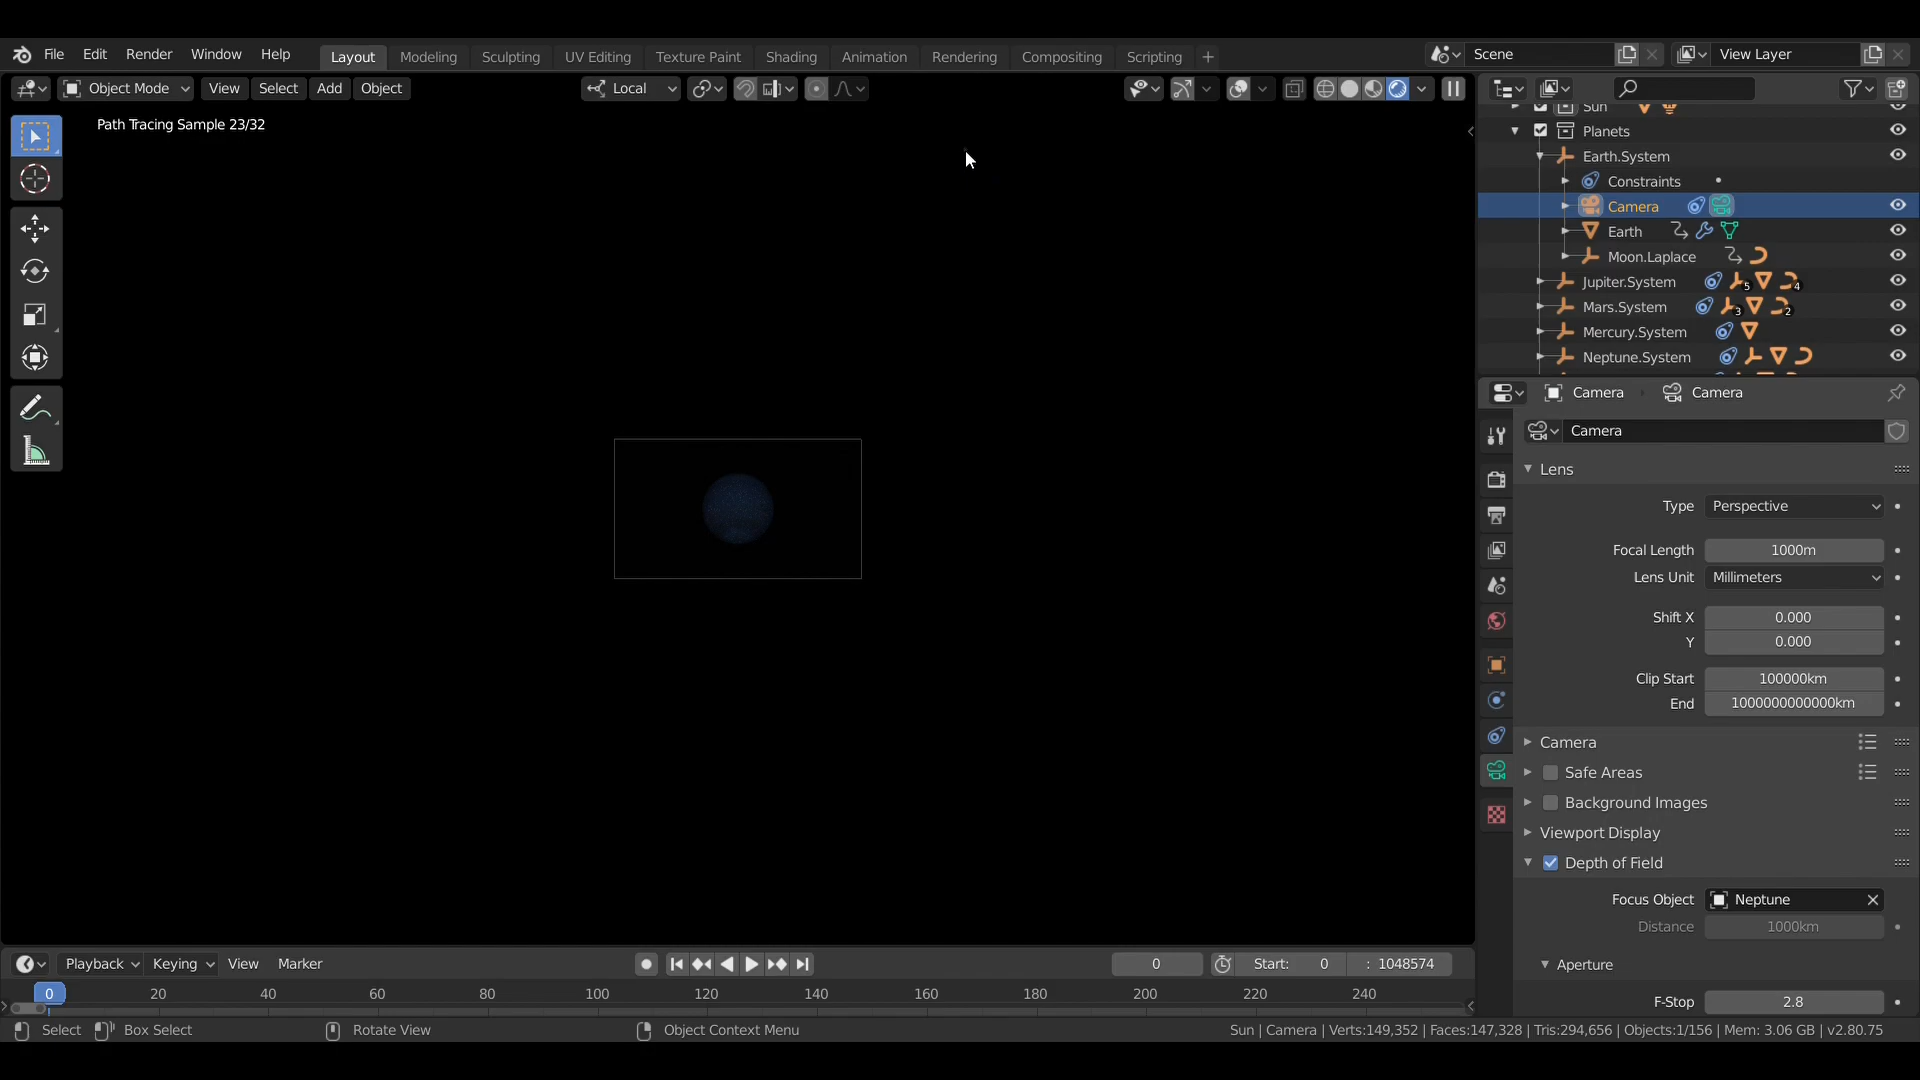 File Edit Render Window Help Layout Modeling Sculpting UV Editing Texture Paint Shading Animation Rendering Compositing Scripting + Scene View Layer
Object Mode View Select Add Object Local
Path Tracing Sample 23/32
Sun
Planets
Earth.System
Constraints
Camera
Earth
Moon.Laplace
Jupiter.System 5 4
Mars.System 3 2
Mercury.System
Neptune.System
Camera Camera
Camera
Lens
Type Perspective
Focal Length 1000m
Lens Unit Millimeters
Shift X 0.000
Y 0.000
Clip Start 100000km
End 1000000000000km
Camera
Safe Areas
Background Images
Viewport Display
Depth of Field
Focus Object Neptune
Distance 1000km
Aperture
F-Stop 2.8
Playback Keying View Marker 0 Start: 0 : 1048574
0 20 40 60 80 100 120 140 160 180 200 220 240
Select Box Select Rotate View Object Context Menu Sun | Camera | Verts:149,352 | Faces:147,328 | Tris:294,656 | Objects:1/156 | Mem: 3.06 GB | v2.80.75